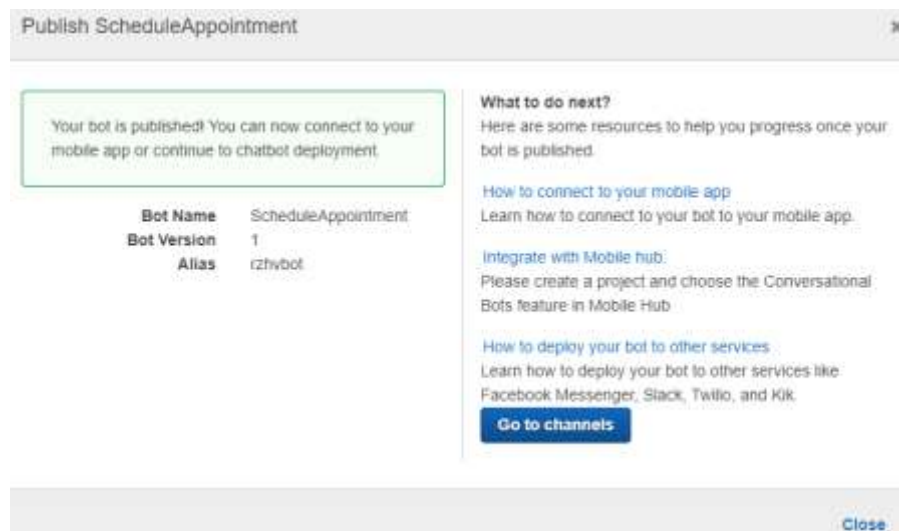 Publish ScheduleAppointment
x
Your bot is published! You can now connect to your
mobile app or continue to chatbot deployment.
Bot Name ScheduleAppointment
Bot Version 1
Alias rzhvbot
What to do next?
Here are some resources to help you progress once your
bot is published.
How to connect to your mobile app
Learn how to connect to your bot to your mobile app.
Integrate with Mobile hub.
Please create a project and choose the Conversational
Bots feature in Mobile Hub
How to deploy your bot to other services
Learn how to deploy your bot to other services like
Facebook Messenger, Slack, Twilio, and Kik.
Go to channels
Close